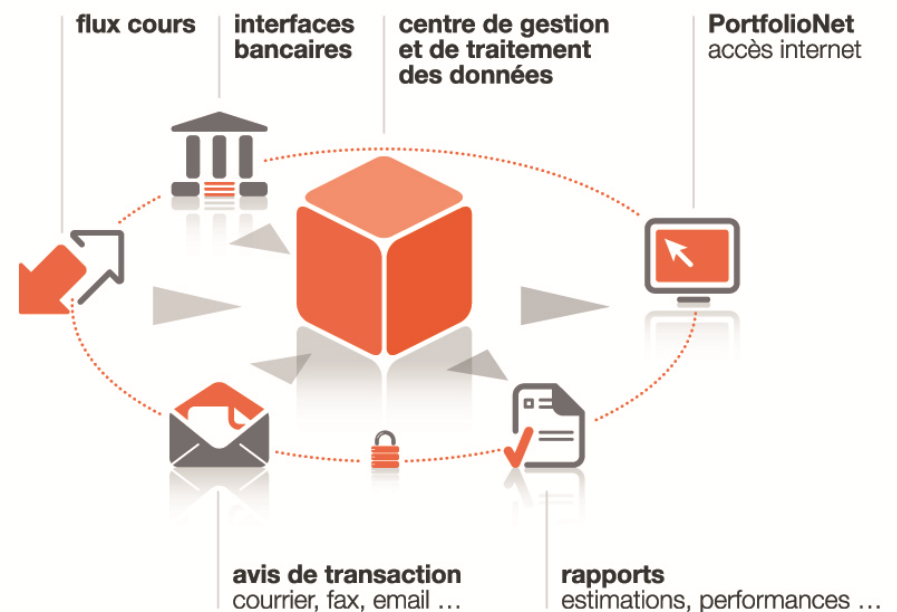 flux cours
interfaces
bancaires
centre de gestion
et de traitement
des données
PortfolioNet
accès internet
avis de transaction
courrier, fax, email ...
rapports
estimations, performances ...